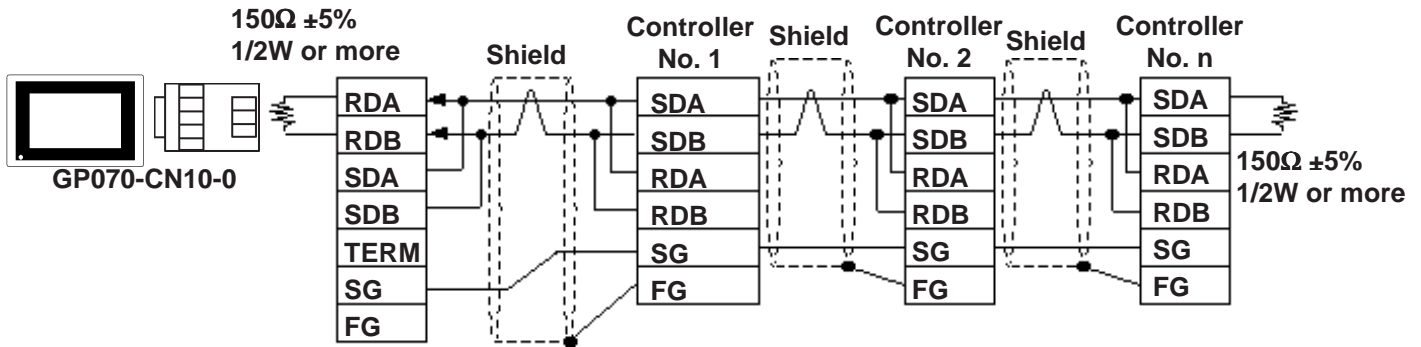 150Ω ±5%
1/2W or more
Shield
Controller
No. 1
Shield
Controller
No. 2
Shield
Controller
No. n
GP070-CN10-0
RDA
RDB
SDA
SDB
TERM
SG
FG
SDA
SDB
RDA
RDB
SG
FG
SDA
SDB
RDA
RDB
SG
FG
SDA
SDB
RDA
RDB
SG
FG
150Ω ±5%
1/2W or more